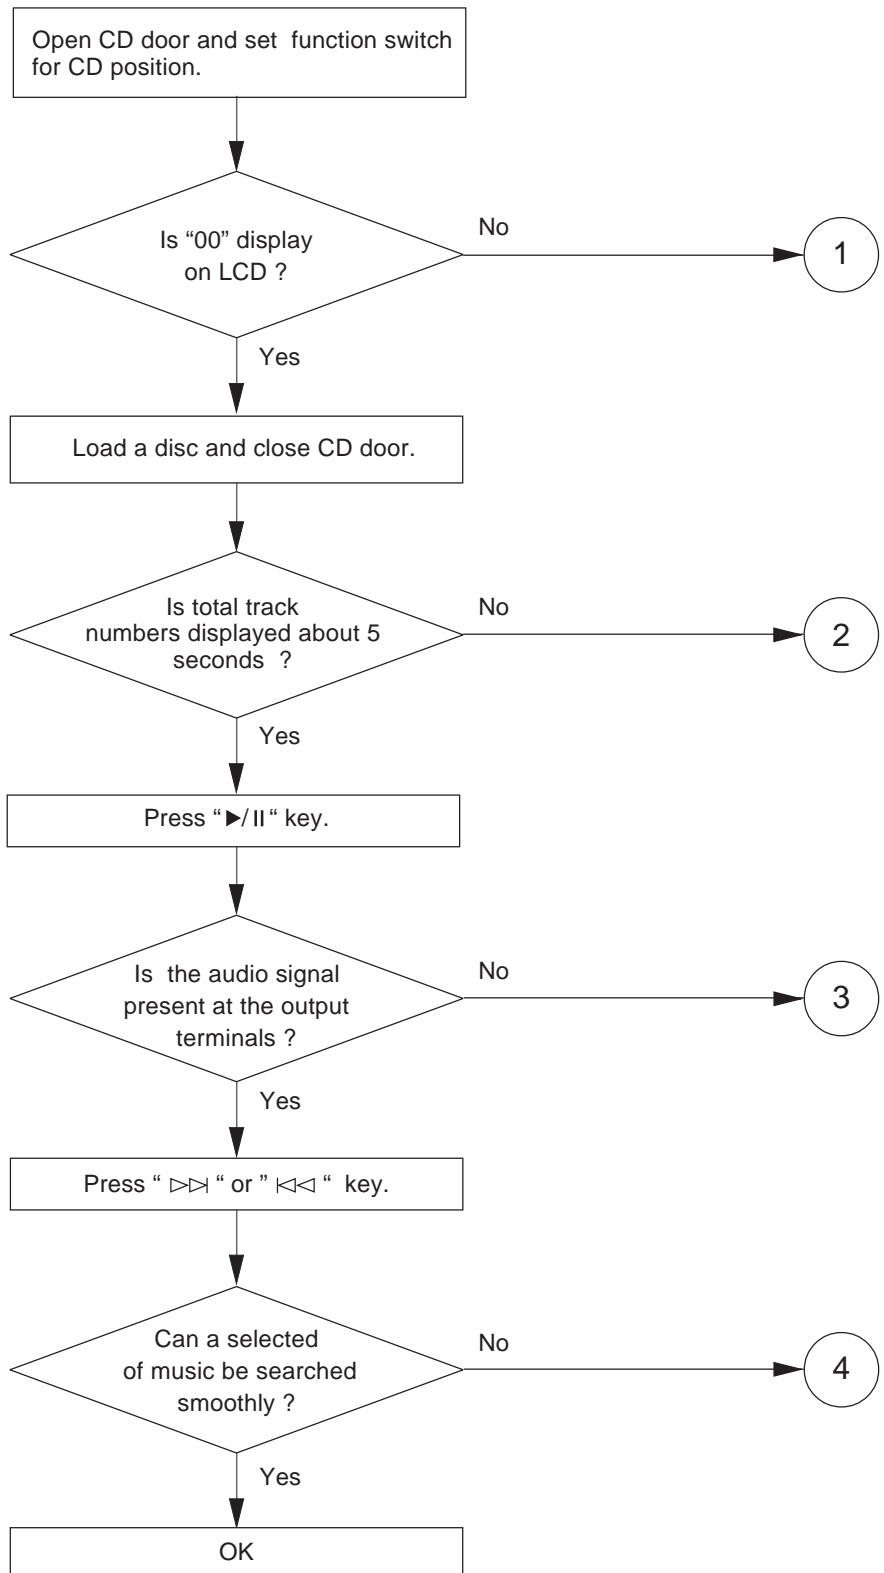 Open CD door and set function switch
for CD position.
Is “00” display
on LCD ?
No
1
Yes
Load a disc and close CD door.
Is total track
numbers displayed about 5
seconds ?
No
2
Yes
Press “ ▶/II“ key.
Is the audio signal
present at the output
terminals ?
No
3
Yes
Press “ ▷▷| “ or ” |◁◁ “ key.
Can a selected
of music be searched
smoothly ?
No
4
Yes
OK